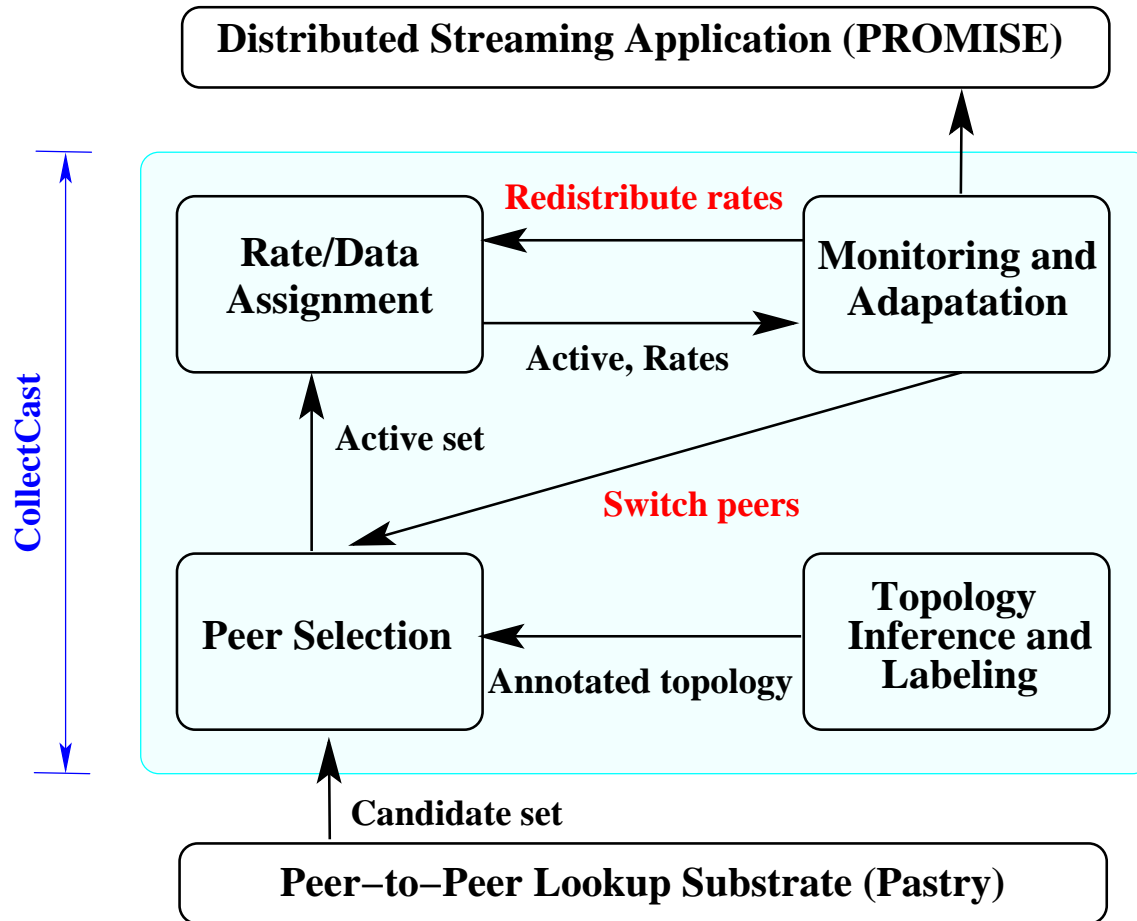 Distributed Streaming Application (PROMISE)
CollectCast
Redistribute rates
Rate/Data
Assignment
Monitoring and
Adapatation
Active, Rates
Active set
Switch peers
Peer Selection
Topology
Inference and
Labeling
Annotated topology
Candidate set
Peer−to−Peer Lookup Substrate (Pastry)